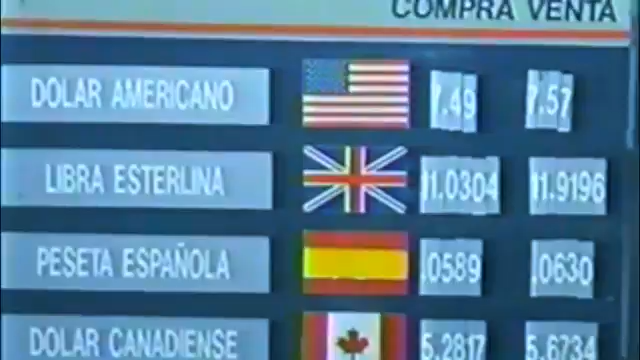 COMPRA VENTA
DOLAR AMERICANO 7.49 7.57
LIBRA ESTERLINA 11.0304 11.9196
PESETA ESPAÑOLA .0589 .0630
DOLAR CANADIENSE 5.2817 5.6734